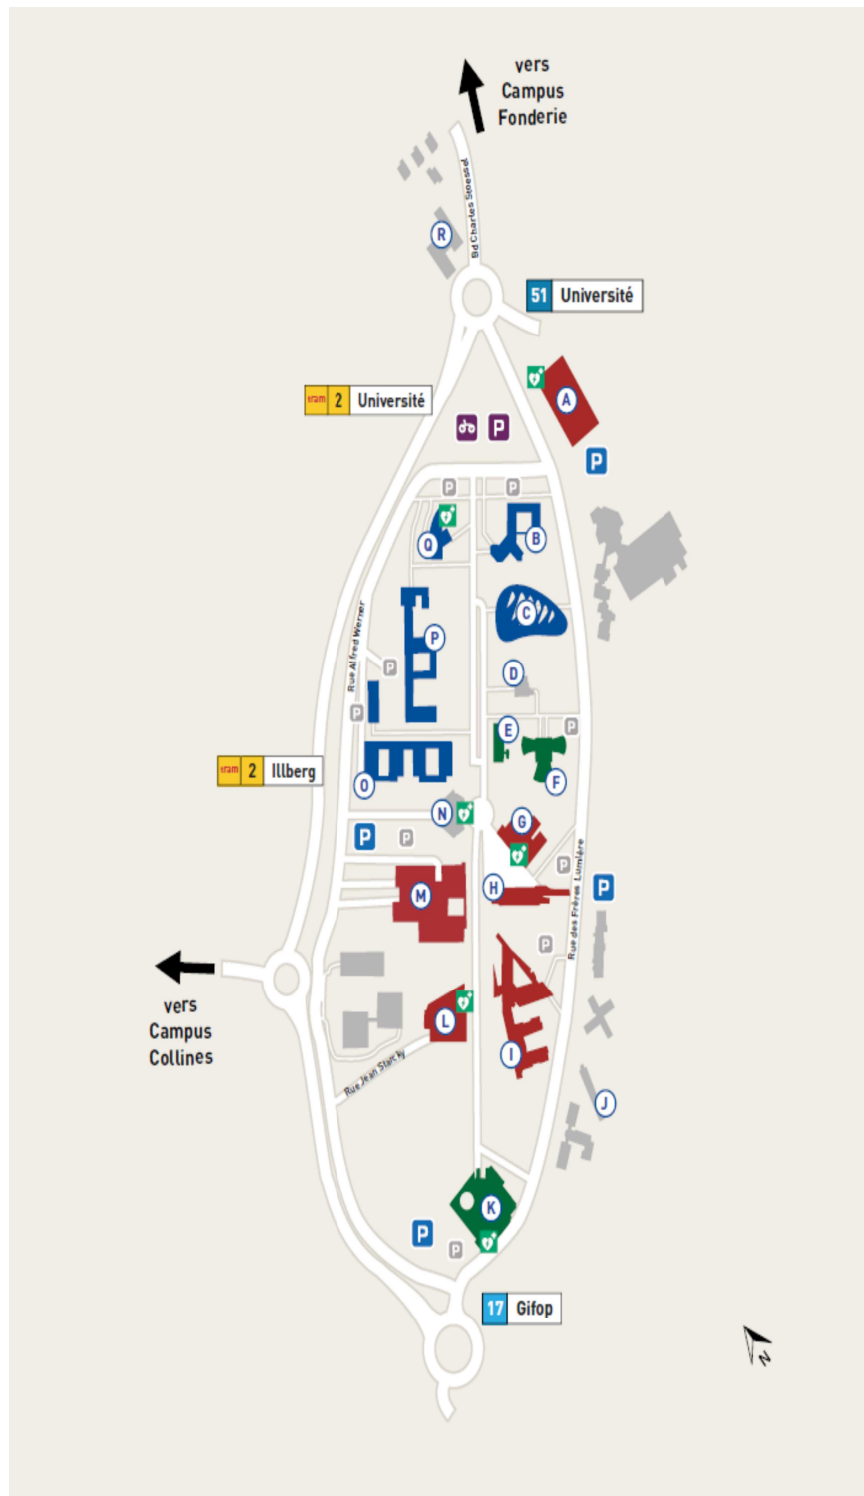 vers
Campus
Fonderie
Bd Charles Stoessel
R
51 Université
tram 2 Université
A
P
P
P
P
Q
B
C
P
Rue Alfred Werner
P
D
P
E
P
F
tram 2 Illberg
O
N
G
P
P
P
H
P
M
Rue des Frères Lumière
P
vers
Campus
Collines
L
I
Rue Jean Starcky
J
K
P
P
17 Gifop
N